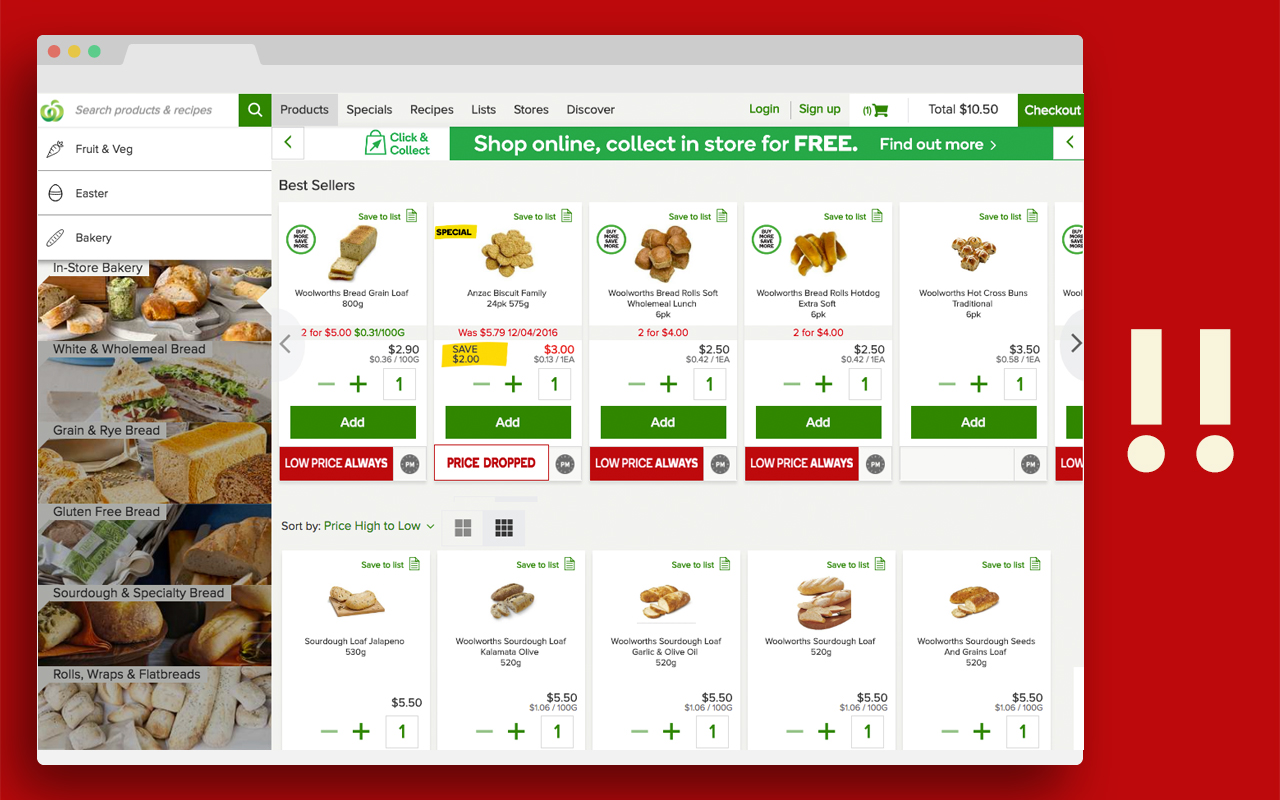 Search products & recipes
Products Specials Recipes Lists Stores Discover
Login Sign up (1) Total $10.50 Checkout
Fruit & Veg
Easter
Bakery
In-Store Bakery
White & Wholemeal Bread
Grain & Rye Bread
Gluten Free Bread
Sourdough & Specialty Bread
Rolls, Wraps & Flatbreads
Click &
Collect
Shop online, collect in store for FREE. Find out more >
Best Sellers
Save to list
BUY
MORE
SAVE
MORE
Woolworths Bread Grain Loaf
800g
2 for $5.00 $0.31/100G
$2.90
$0.36 / 100G
1
Add
LOW PRICE ALWAYS PM
Save to list
SPECIAL
Anzac Biscuit Family
24pk 575g
Was $5.79 12/04/2016
SAVE
$2.00
$3.00
$0.13 / 1EA
1
Add
PRICE DROPPED PM
Save to list
BUY
MORE
SAVE
MORE
Woolworths Bread Rolls Soft
Wholemeal Lunch
6pk
2 for $4.00
$2.50
$0.42 / 1EA
1
Add
LOW PRICE ALWAYS PM
Save to list
BUY
MORE
SAVE
MORE
Woolworths Bread Rolls Hotdog
Extra Soft
6pk
2 for $4.00
$2.50
$0.42 / 1EA
1
Add
LOW PRICE ALWAYS PM
Save to list
Woolworths Hot Cross Buns
Traditional
6pk
$3.50
$0.58 / 1EA
1
Add
PM
Sort by: Price High to Low
Save to list
Sourdough Loaf Jalapeno
530g
$5.50
1
Save to list
Woolworths Sourdough Loaf
Kalamata Olive
520g
$5.50
$1.06 / 100G
1
Save to list
Woolworths Sourdough Loaf
Garlic & Olive Oil
520g
$5.50
$1.06 / 100G
1
Save to list
Woolworths Sourdough Loaf
520g
$5.50
$1.06 / 100G
1
Save to list
Woolworths Sourdough Seeds
And Grains Loaf
520g
$5.50
$1.06 / 100G
1
!!